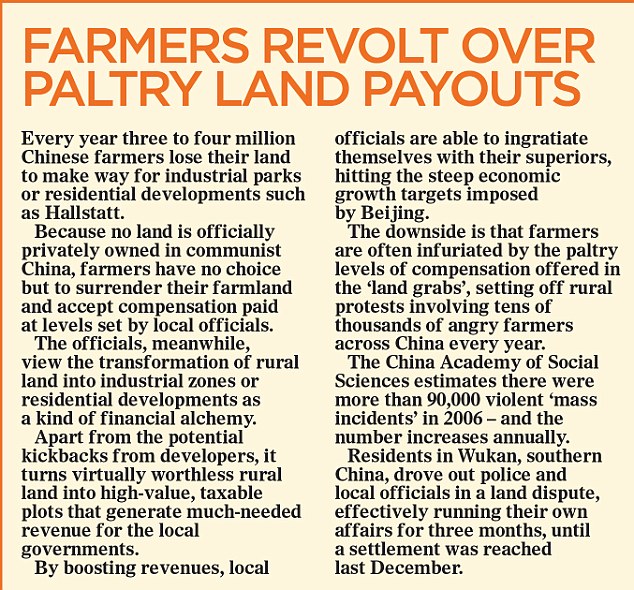 FARMERS REVOLT OVER
PALTRY LAND PAYOUTS
Every year three to four million
Chinese farmers lose their land
to make way for industrial parks
or residential developments such
as Hallstatt.
Because no land is officially
privately owned in communist
China, farmers have no choice
but to surrender their farmland
and accept compensation paid
at levels set by local officials.
The officials, meanwhile,
view the transformation of rural
land into industrial zones or
residential developments as
a kind of financial alchemy.
Apart from the potential
kickbacks from developers, it
turns virtually worthless rural
land into high-value, taxable
plots that generate much-needed
revenue for the local
governments.
By boosting revenues, local
officials are able to ingratiate
themselves with their superiors,
hitting the steep economic
growth targets imposed
by Beijing.
The downside is that farmers
are often infuriated by the paltry
levels of compensation offered in
the ‘land grabs’, setting off rural
protests involving tens of
thousands of angry farmers
across China every year.
The China Academy of Social
Sciences estimates there were
more than 90,000 violent ‘mass
incidents’ in 2006 – and the
number increases annually.
Residents in Wukan, southern
China, drove out police and
local officials in a land dispute,
effectively running their own
affairs for three months, until
a settlement was reached
last December.